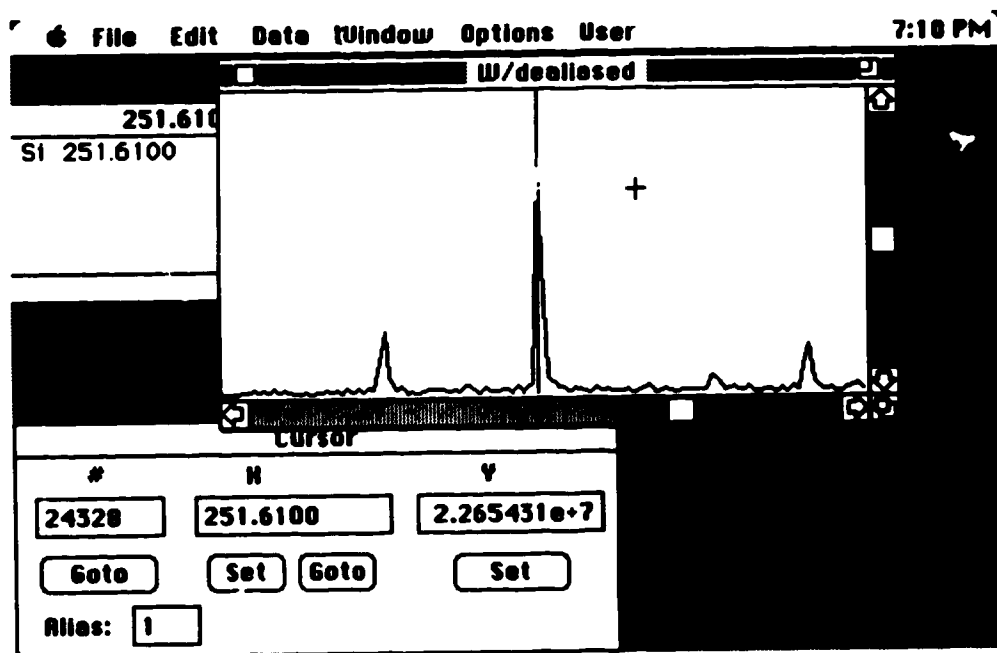 File Edit Data Window Options User 7:18 PM
W/dealiased
251.610
Si 251.6100
Cursor
# X Y
24328 251.6100 2.265431e+7
Goto Set Goto Set
Alias: 1